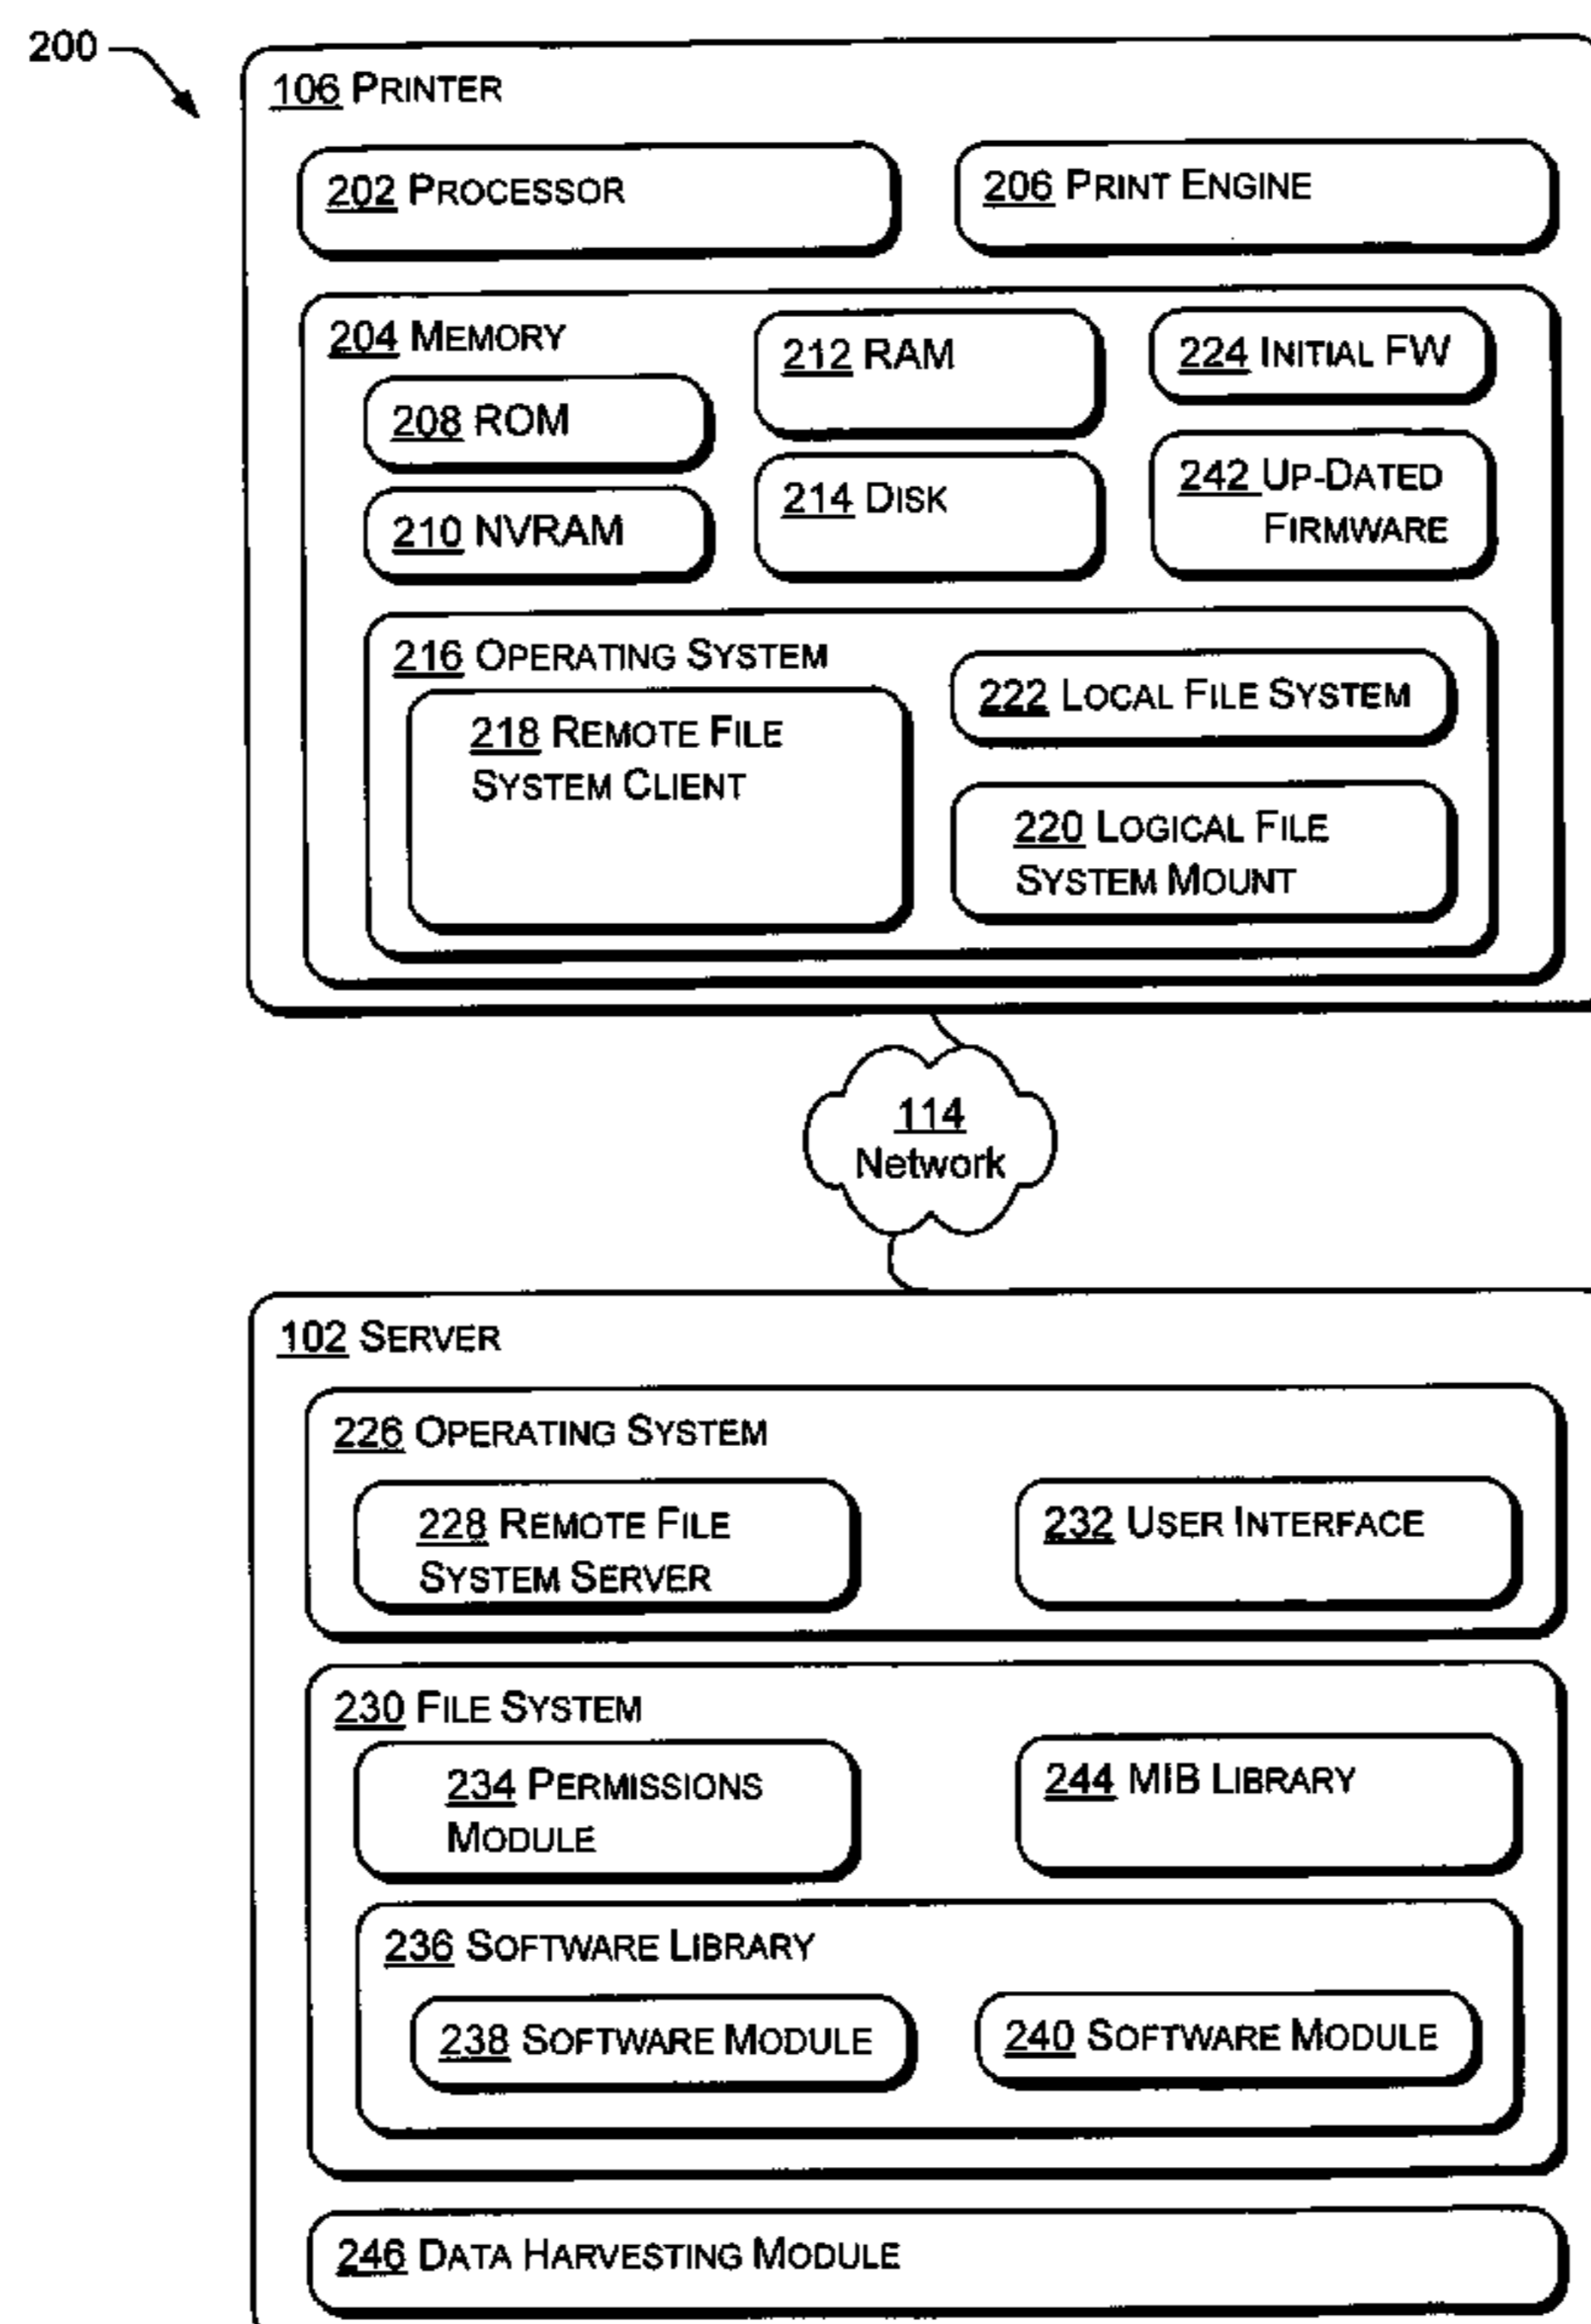 200
106 PRINTER
202 PROCESSOR
206 PRINT ENGINE
204 MEMORY
208 ROM
210 NVRAM
212 RAM
214 DISK
224 INITIAL FW
242 UP-DATED
FIRMWARE
216 OPERATING SYSTEM
218 REMOTE FILE
SYSTEM CLIENT
222 LOCAL FILE SYSTEM
220 LOGICAL FILE
SYSTEM MOUNT
114
Network
102 SERVER
226 OPERATING SYSTEM
228 REMOTE FILE
SYSTEM SERVER
232 USER INTERFACE
230 FILE SYSTEM
234 PERMISSIONS
MODULE
244 MIB LIBRARY
236 SOFTWARE LIBRARY
238 SOFTWARE MODULE
240 SOFTWARE MODULE
246 DATA HARVESTING MODULE